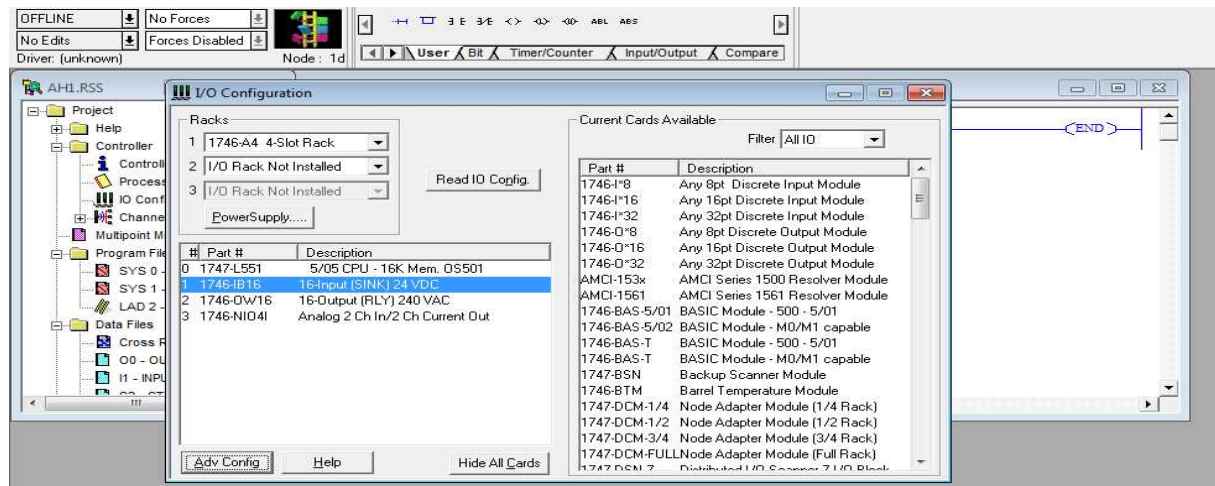 OFFLINE No Forces
No Edits Forces Disabled
Driver: (unknown) Node : 1d
ABL ABS
User Bit Timer/Counter Input/Output Compare
AH1.RSS
Project
Help
Controller
Controll
Process
IO Conf
Channe
Multipoint M
Program File
SYS 0 -
SYS 1 -
LAD 2 -
Data Files
Cross R
O0 - OU
I1 - INPU
I/O Configuration
Racks
1 1746-A4 4-Slot Rack
2 I/O Rack Not Installed
3 I/O Rack Not Installed
PowerSupply.....
Read IO Config.
# Part # Description
0 1747-L551 5/05 CPU - 16K Mem. OS501
1 1746-IB16 16-Input (SINK) 24 VDC
2 1746-OW16 16-Output (RLY) 240 VAC
3 1746-NIO4I Analog 2 Ch In/2 Ch Current Out
Adv Config Help Hide All Cards
Current Cards Available
Filter All IO
Part # Description
1746-I*8 Any 8pt Discrete Input Module
1746-I*16 Any 16pt Discrete Input Module
1746-I*32 Any 32pt Discrete Input Module
1746-O*8 Any 8pt Discrete Output Module
1746-O*16 Any 16pt Discrete Output Module
1746-O*32 Any 32pt Discrete Output Module
AMCI-153x AMCI Series 1500 Resolver Module
AMCI-1561 AMCI Series 1561 Resolver Module
1746-BAS-5/01 BASIC Module - 500 - 5/01
1746-BAS-5/02 BASIC Module - M0/M1 capable
1746-BAS-T BASIC Module - 500 - 5/01
1746-BAS-T BASIC Module - M0/M1 capable
1747-BSN Backup Scanner Module
1746-BTM Barrel Temperature Module
1747-DCM-1/4 Node Adapter Module (1/4 Rack)
1747-DCM-1/2 Node Adapter Module (1/2 Rack)
1747-DCM-3/4 Node Adapter Module (3/4 Rack)
1747-DCM-FULL Node Adapter Module (Full Rack)
1747-DSN-7 Distributed I/O Scanner 7 I/O Block
END